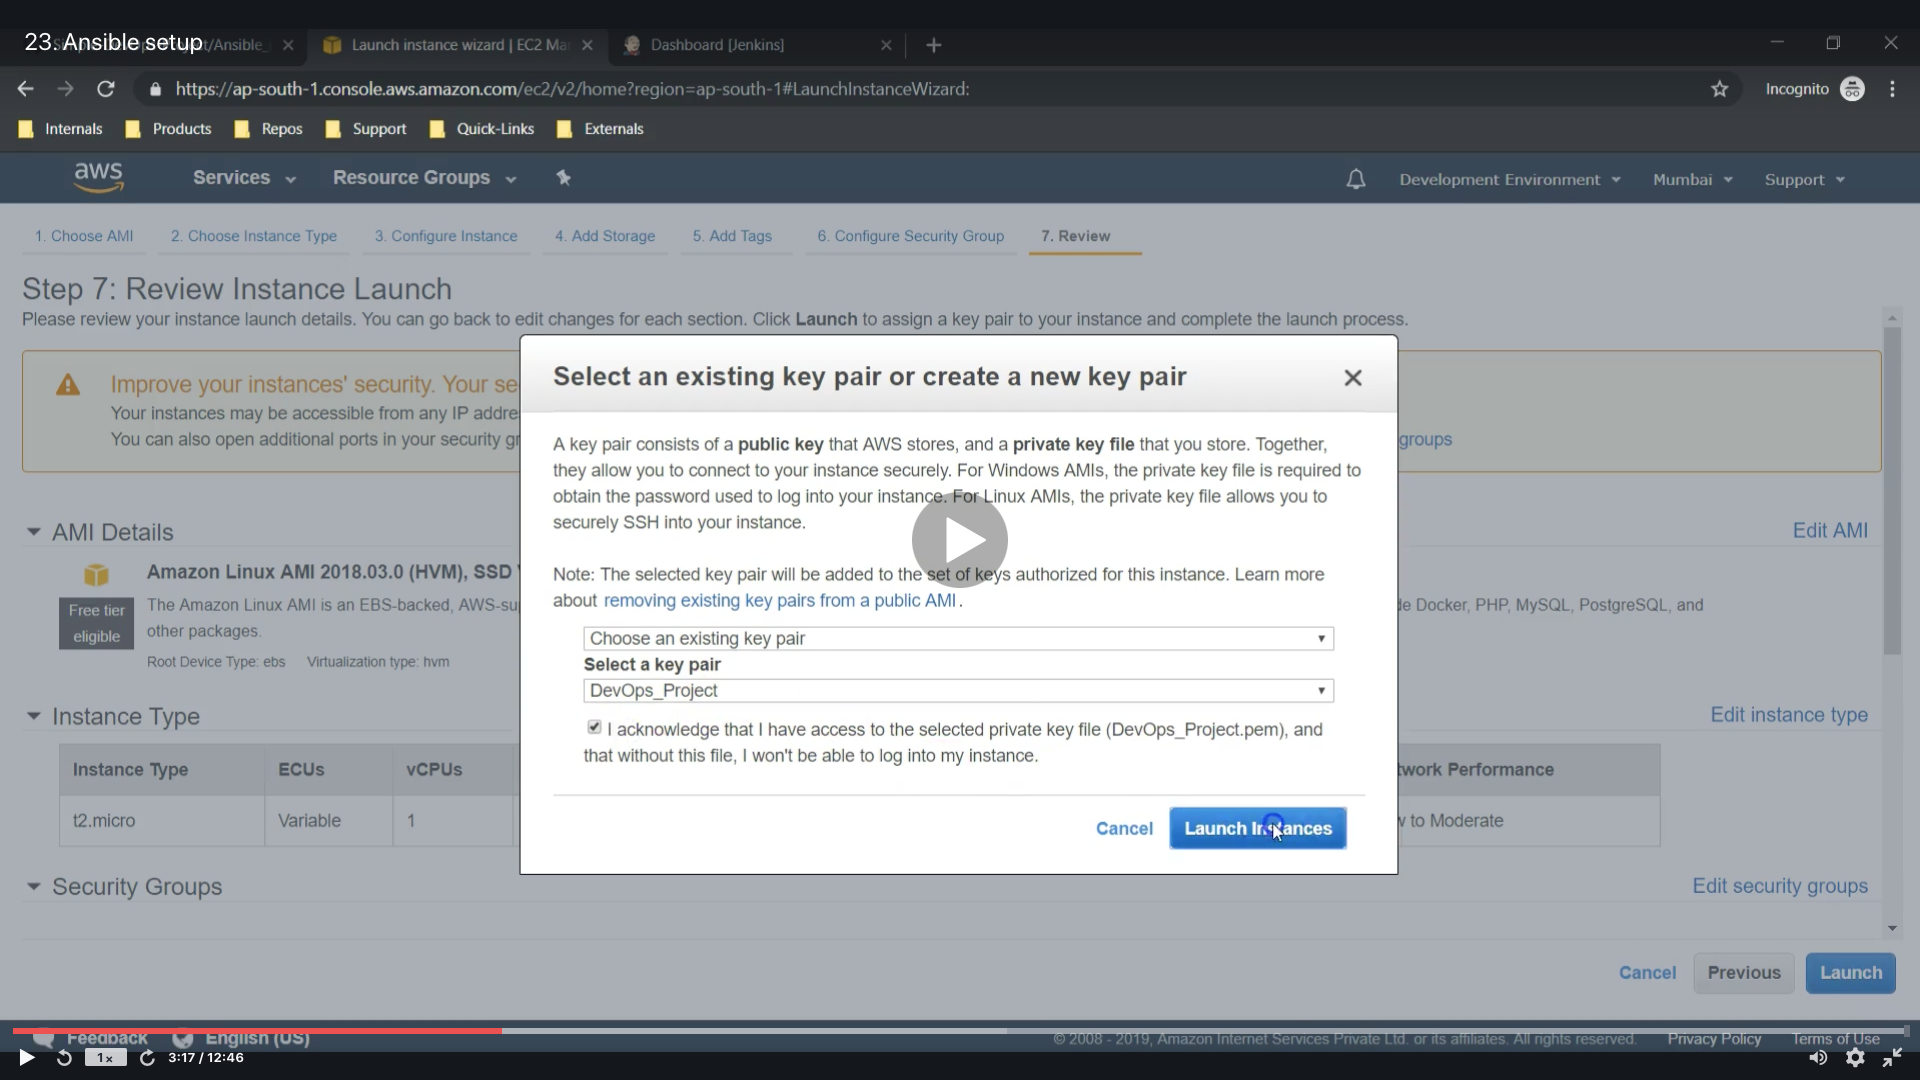 23. Ansible setup
Launch instance wizard | EC2 Ma
Dashboard [Jenkins]
https://ap-south-1.console.aws.amazon.com/ec2/v2/home?region=ap-south-1#LaunchInstanceWizard:
Incognito
Internals Products Repos Support Quick-Links Externals
aws Services Resource Groups Development Environment Mumbai Support
1. Choose AMI 2. Choose Instance Type 3. Configure Instance 4. Add Storage 5. Add Tags 6. Configure Security Group 7. Review
Step 7: Review Instance Launch
Please review your instance launch details. You can go back to edit changes for each section. Click Launch to assign a key pair to your instance and complete the launch process.
Improve your instances' security. Your se
Your instances may be accessible from any IP addre
You can also open additional ports in your security gr
groups
Select an existing key pair or create a new key pair
A key pair consists of a public key that AWS stores, and a private key file that you store. Together,
they allow you to connect to your instance securely. For Windows AMIs, the private key file is required to
obtain the password used to log into your instance. For Linux AMIs, the private key file allows you to
securely SSH into your instance.
Note: The selected key pair will be added to the set of keys authorized for this instance. Learn more
about removing existing key pairs from a public AMI.
Choose an existing key pair
Select a key pair
DevOps_Project
I acknowledge that I have access to the selected private key file (DevOps_Project.pem), and
that without this file, I won't be able to log into my instance.
Cancel Launch Instances
AMI Details
Edit AMI
Amazon Linux AMI 2018.03.0 (HVM), SSD
Free tier
eligible
The Amazon Linux AMI is an EBS-backed, AWS-su
de Docker, PHP, MySQL, PostgreSQL, and
other packages.
Root Device Type: ebs Virtualization type: hvm
Instance Type
Edit instance type
Instance Type ECUs vCPUs
twork Performance
t2.micro Variable 1
w to Moderate
Security Groups
Edit security groups
Cancel Previous Launch
Feedback English (US)
© 2008 - 2019, Amazon Internet Services Private Ltd. or its affiliates. All rights reserved. Privacy Policy Terms of Use
1x 3:17 / 12:46